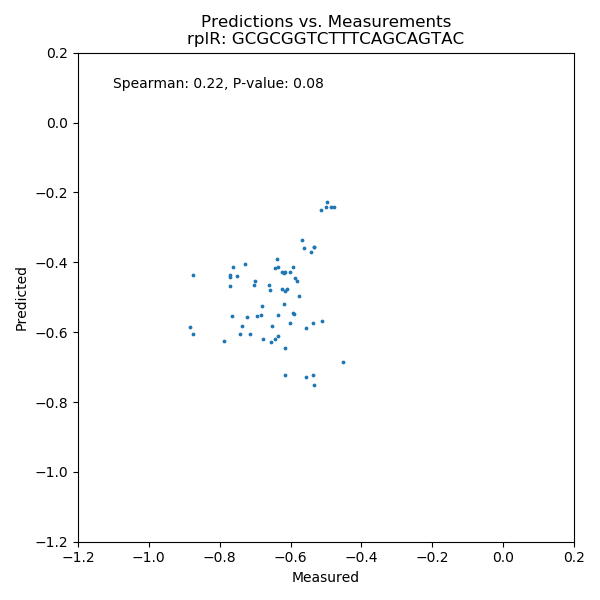 Predictions vs. Measurements
rplR: GCGCGGTCTTTCAGCAGTAC
Spearman: 0.22, P-value: 0.08
Predicted
0.2
0.0
−0.2
−0.4
−0.6
−0.8
−1.0
−1.2
−1.2 −1.0 −0.8 −0.6 −0.4 −0.2 0.0 0.2
Measured